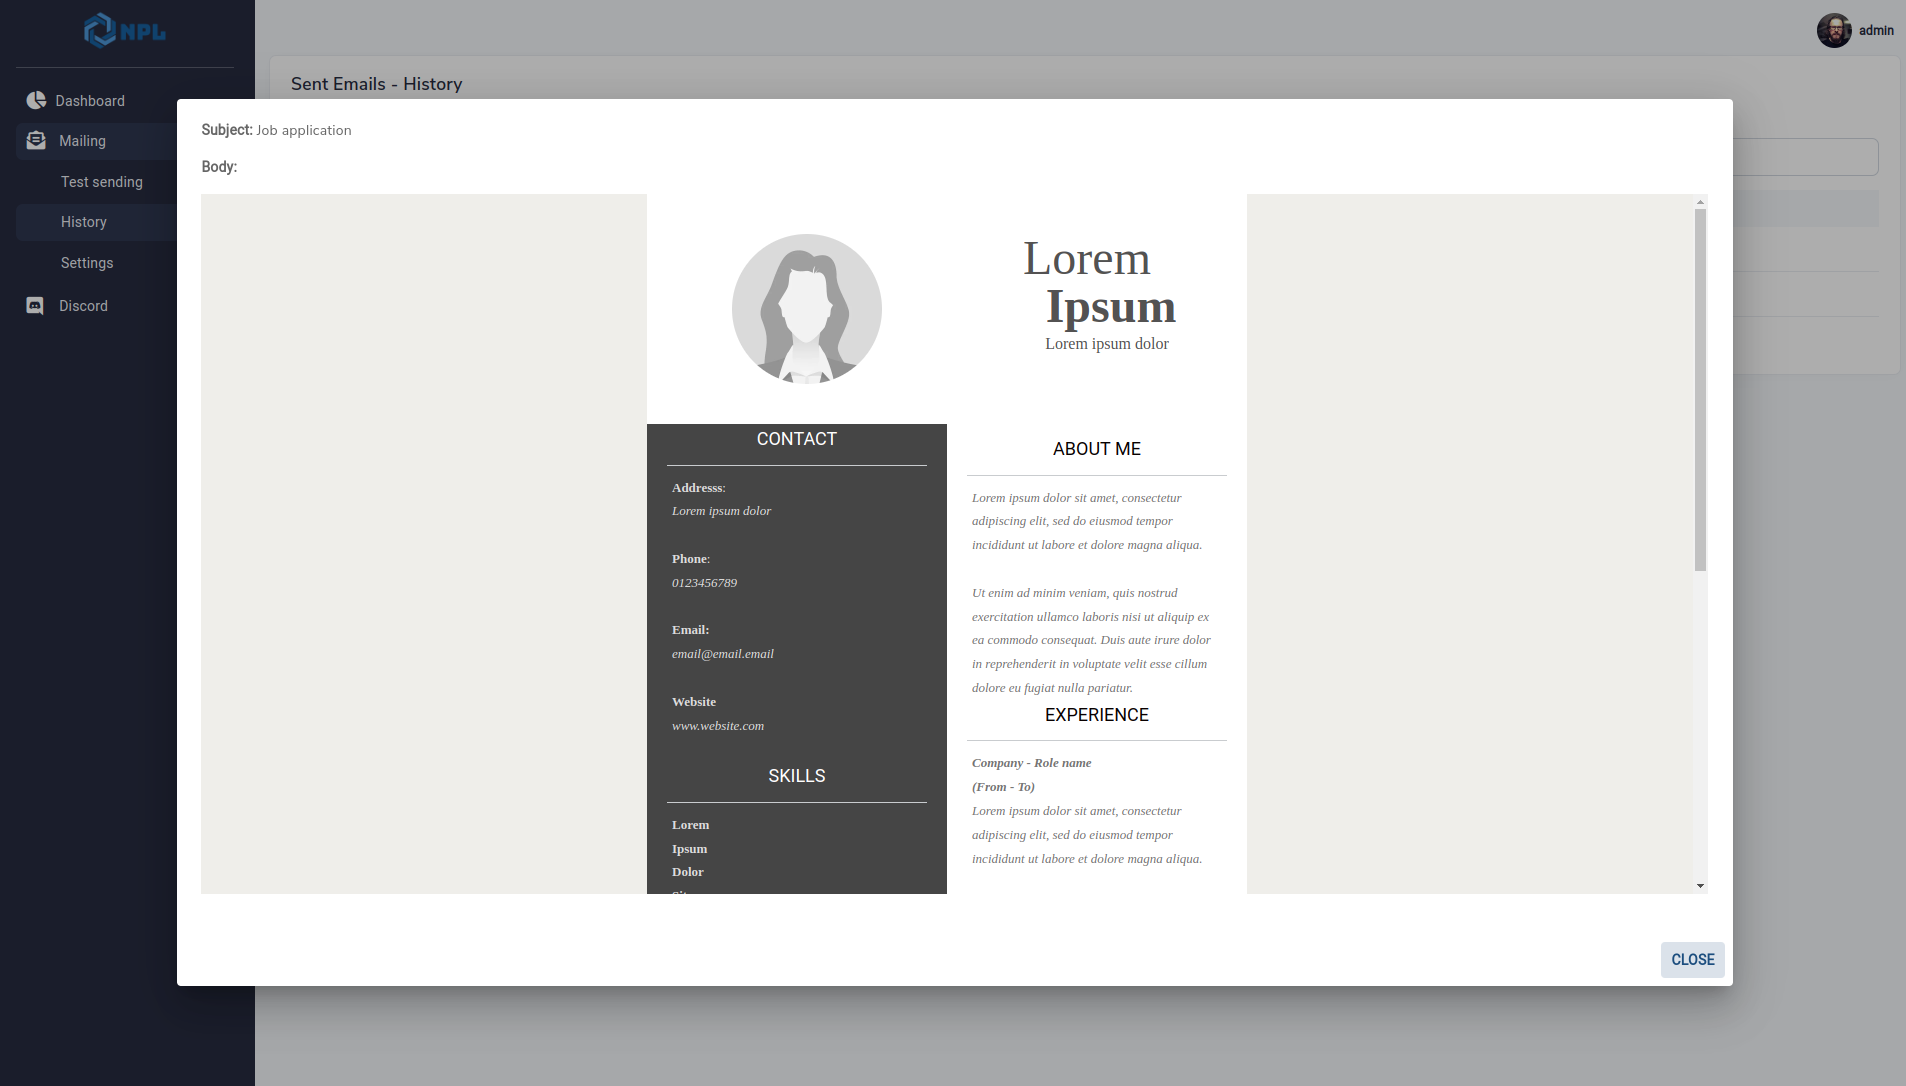 NPL
admin
Sent Emails - History
Dashboard
Mailing
Test sending
History
Settings
Discord
Subject: Job application
Body:
Lorem
Ipsum
Lorem ipsum dolor
CONTACT
Addresss:
Lorem ipsum dolor
Phone:
0123456789
Email:
email@email.email
Website
www.website.com
SKILLS
Lorem
Ipsum
Dolor
ABOUT ME
Lorem ipsum dolor sit amet, consectetur
adipiscing elit, sed do eiusmod tempor
incididunt ut labore et dolore magna aliqua.
Ut enim ad minim veniam, quis nostrud
exercitation ullamco laboris nisi ut aliquip ex
ea commodo consequat. Duis aute irure dolor
in reprehenderit in voluptate velit esse cillum
dolore eu fugiat nulla pariatur.
EXPERIENCE
Company - Role name
(From - To)
Lorem ipsum dolor sit amet, consectetur
adipiscing elit, sed do eiusmod tempor
incididunt ut labore et dolore magna aliqua.
CLOSE